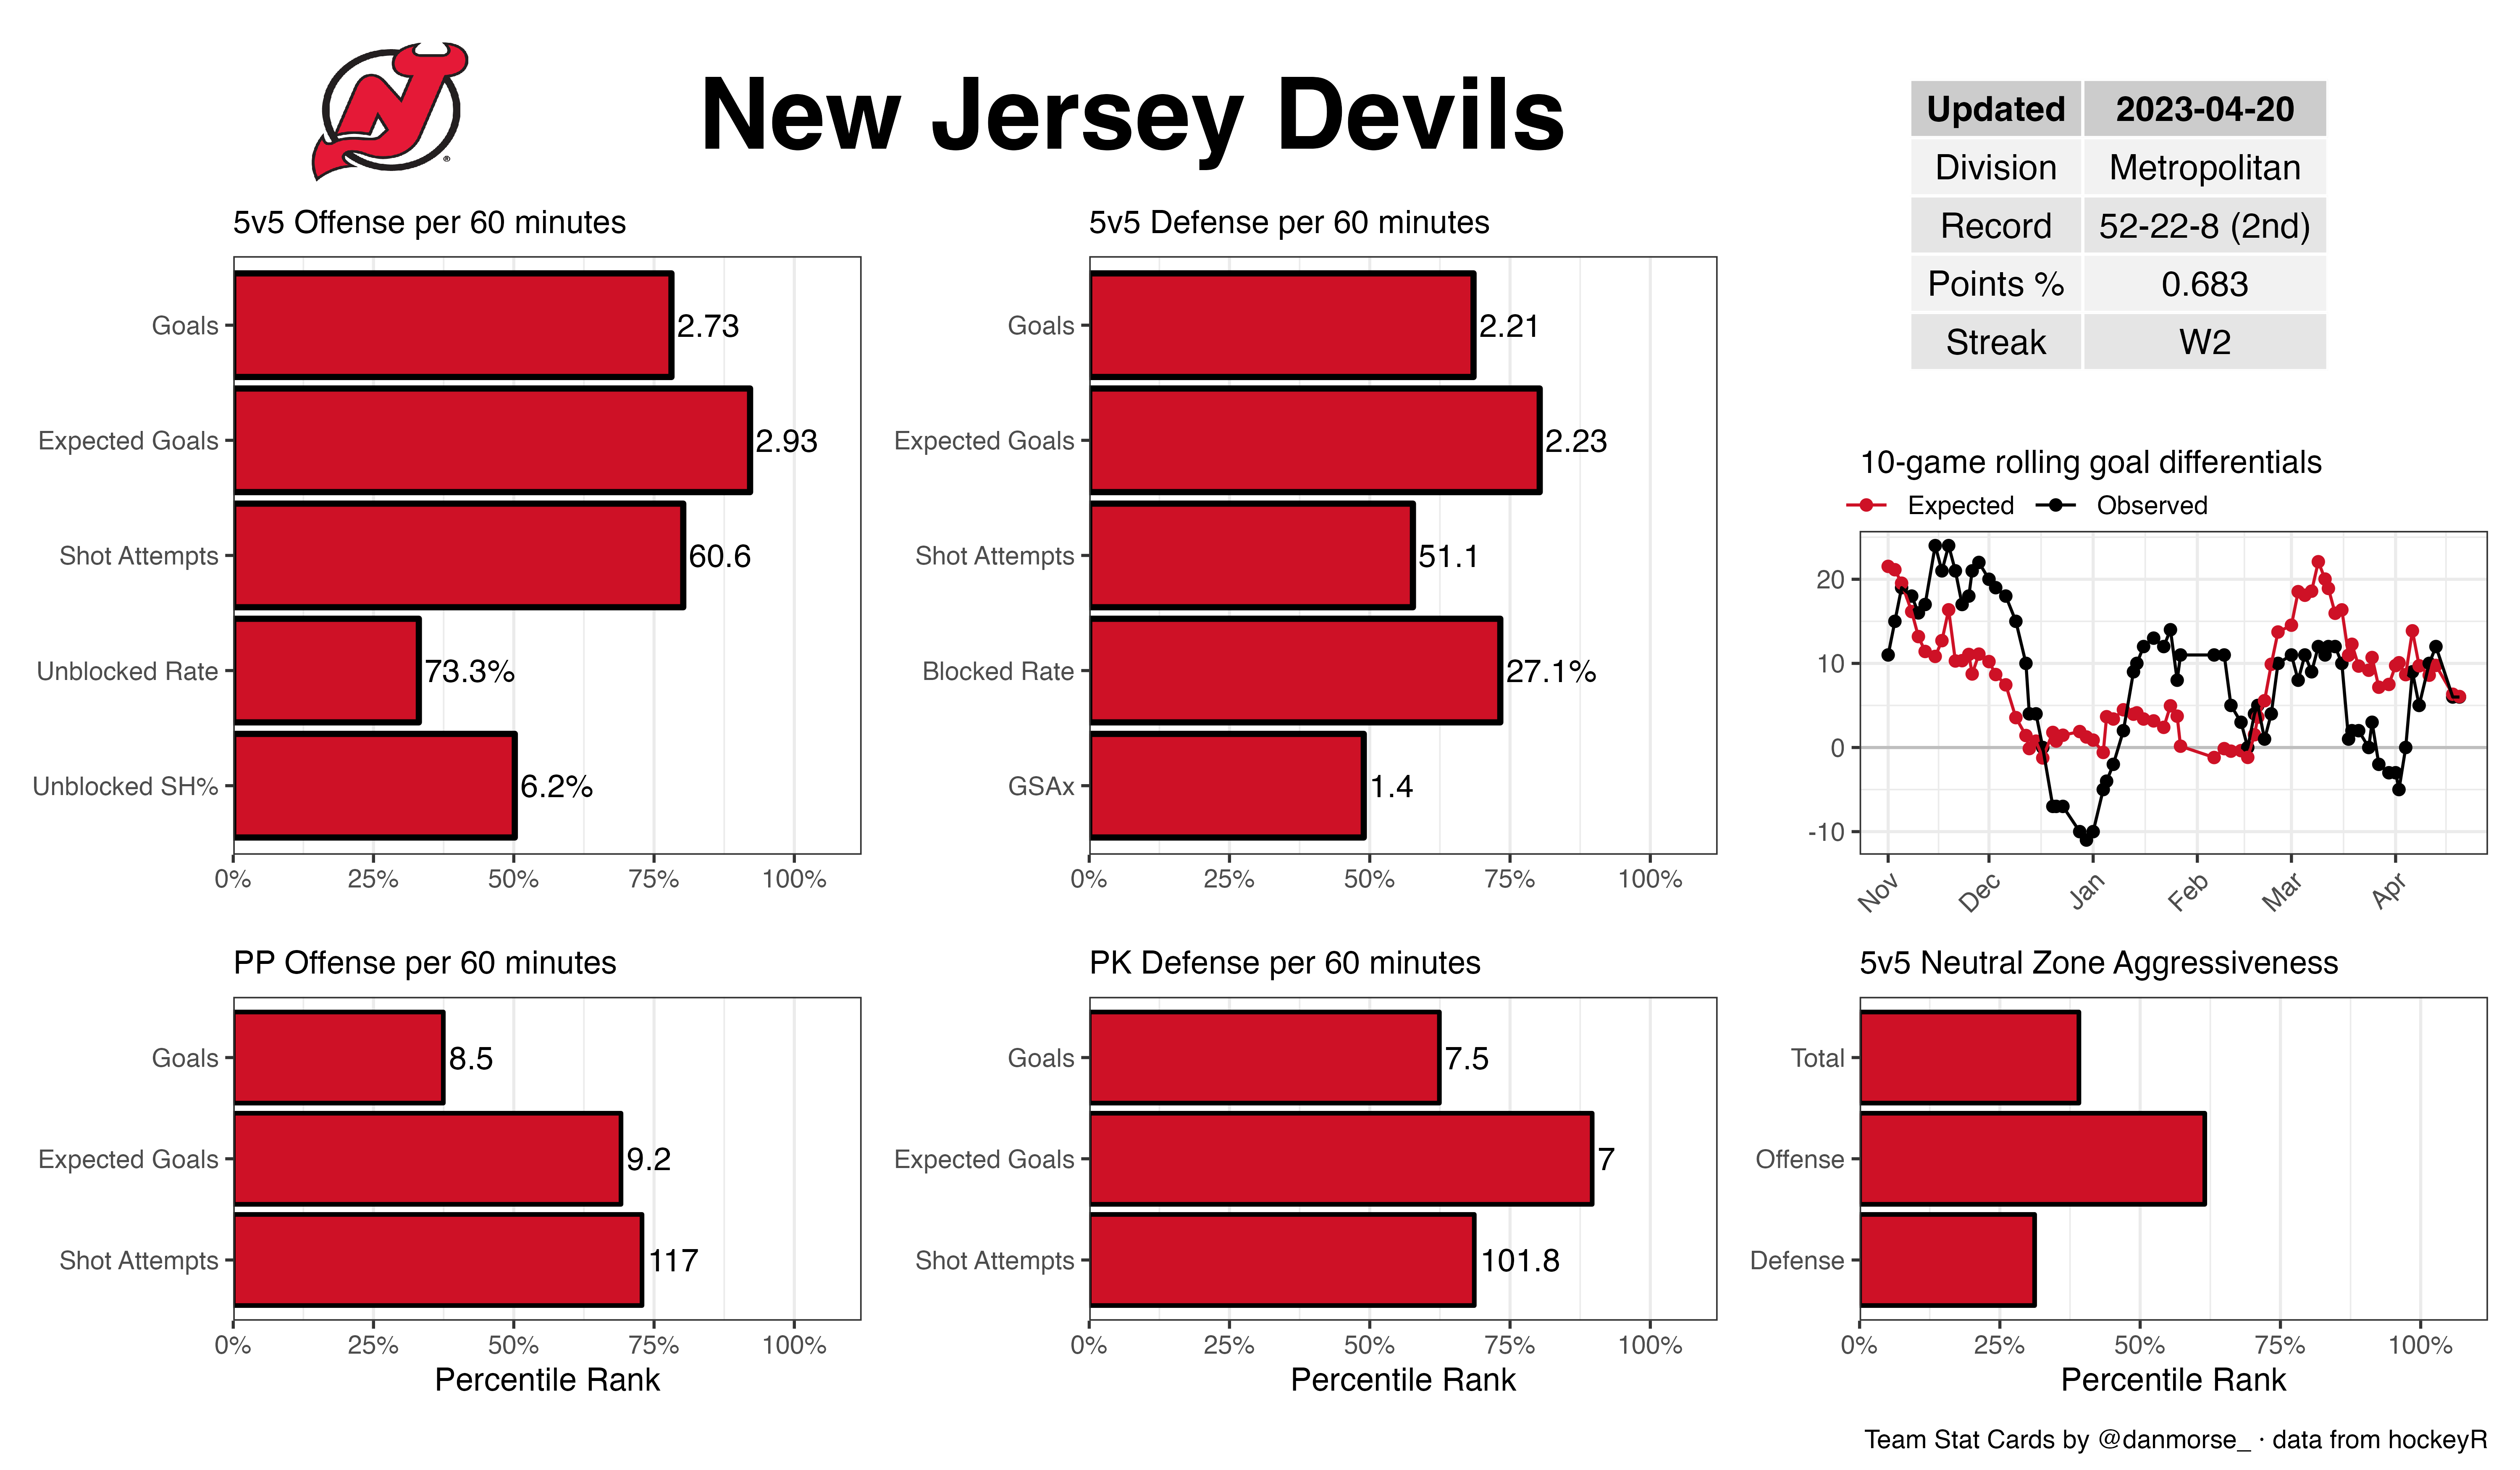 New Jersey Devils
Updated 2023-04-20
Division Metropolitan
Record 52-22-8 (2nd)
Points % 0.683
Streak W2
5v5 Offense per 60 minutes
Goals 2.73
Expected Goals 2.93
Shot Attempts 60.6
Unblocked Rate 73.3%
Unblocked SH% 6.2%
0% 25% 50% 75% 100%
5v5 Defense per 60 minutes
Goals 2.21
Expected Goals 2.23
Shot Attempts 51.1
Blocked Rate 27.1%
GSAx 1.4
0% 25% 50% 75% 100%
10-game rolling goal differentials
Expected Observed
20
10
0
-10
Nov Dec Jan Feb Mar Apr
PP Offense per 60 minutes
Goals 8.5
Expected Goals 9.2
Shot Attempts 117
0% 25% 50% 75% 100%
Percentile Rank
PK Defense per 60 minutes
Goals 7.5
Expected Goals 7
Shot Attempts 101.8
0% 25% 50% 75% 100%
Percentile Rank
5v5 Neutral Zone Aggressiveness
Total
Offense
Defense
0% 25% 50% 75% 100%
Percentile Rank
Team Stat Cards by @danmorse_ · data from hockeyR